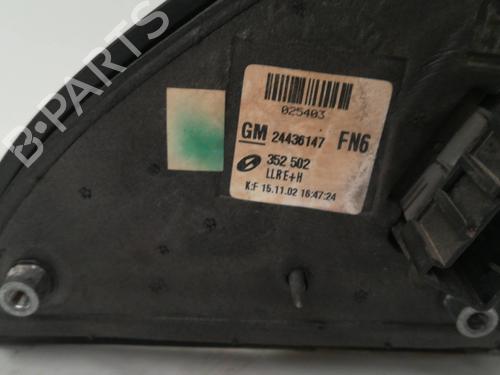 B-PARTS
025403
GM 24436147 FN6
352 502
LLRE+H
K:F 15.11.02 16:47:24